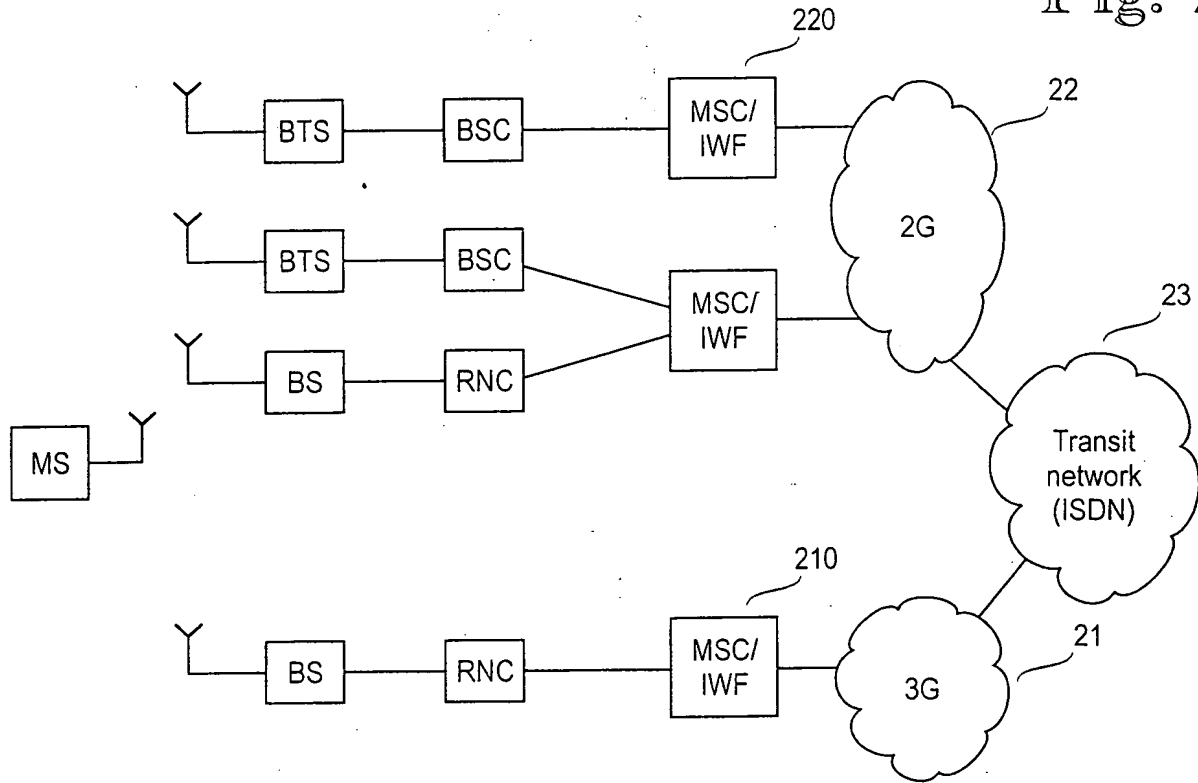 Fig.
220
BTS
BSC
MSC/
IWF
22
2G
BTS
BSC
MSC/
IWF
23
BS
RNC
MS
Transit
network
(ISDN)
210
BS
RNC
MSC/
IWF
21
3G